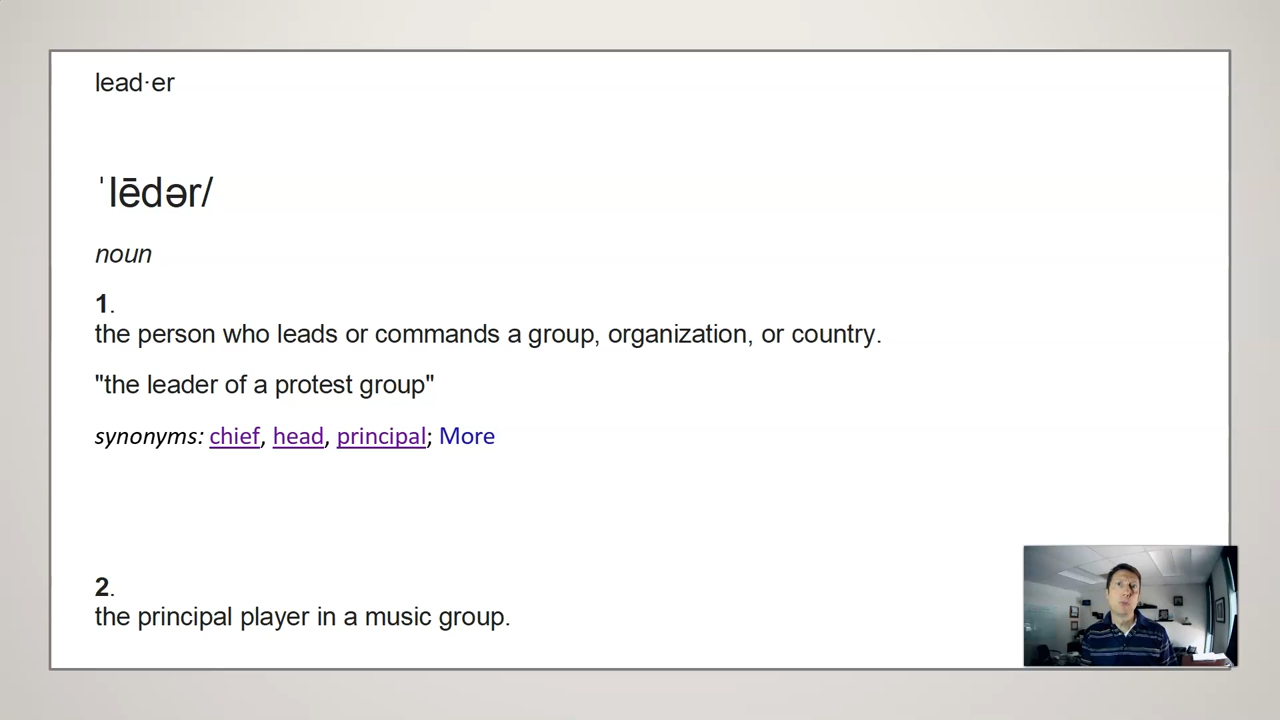 lead·er
ˈlēdər/
noun
1.
the person who leads or commands a group, organization, or country.
"the leader of a protest group"
synonyms: chief, head, principal; More
2.
the principal player in a music group.